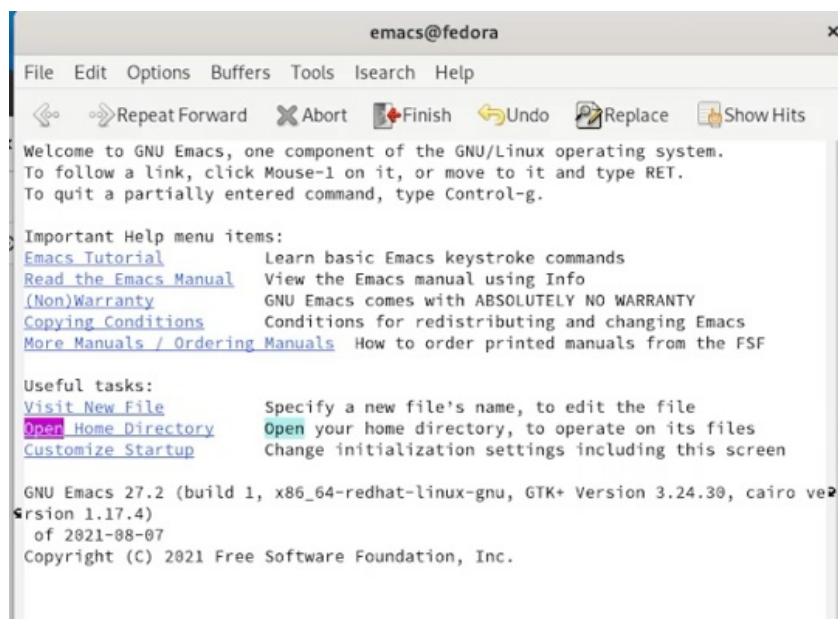 emacs@fedora ×
File Edit Options Buffers Tools Isearch Help
Repeat Forward Abort Finish Undo Replace Show Hits
Welcome to GNU Emacs, one component of the GNU/Linux operating system.
To follow a link, click Mouse-1 on it, or move to it and type RET.
To quit a partially entered command, type Control-g.
Important Help menu items:
Emacs Tutorial Learn basic Emacs keystroke commands
Read the Emacs Manual View the Emacs manual using Info
(Non)Warranty GNU Emacs comes with ABSOLUTELY NO WARRANTY
Copying Conditions Conditions for redistributing and changing Emacs
More Manuals / Ordering Manuals How to order printed manuals from the FSF
Useful tasks:
Visit New File Specify a new file's name, to edit the file
Open Home Directory Open your home directory, to operate on its files
Customize Startup Change initialization settings including this screen
GNU Emacs 27.2 (build 1, x86_64-redhat-linux-gnu, GTK+ Version 3.24.30, cairo ve
rsion 1.17.4)
of 2021-08-07
Copyright (C) 2021 Free Software Foundation, Inc.